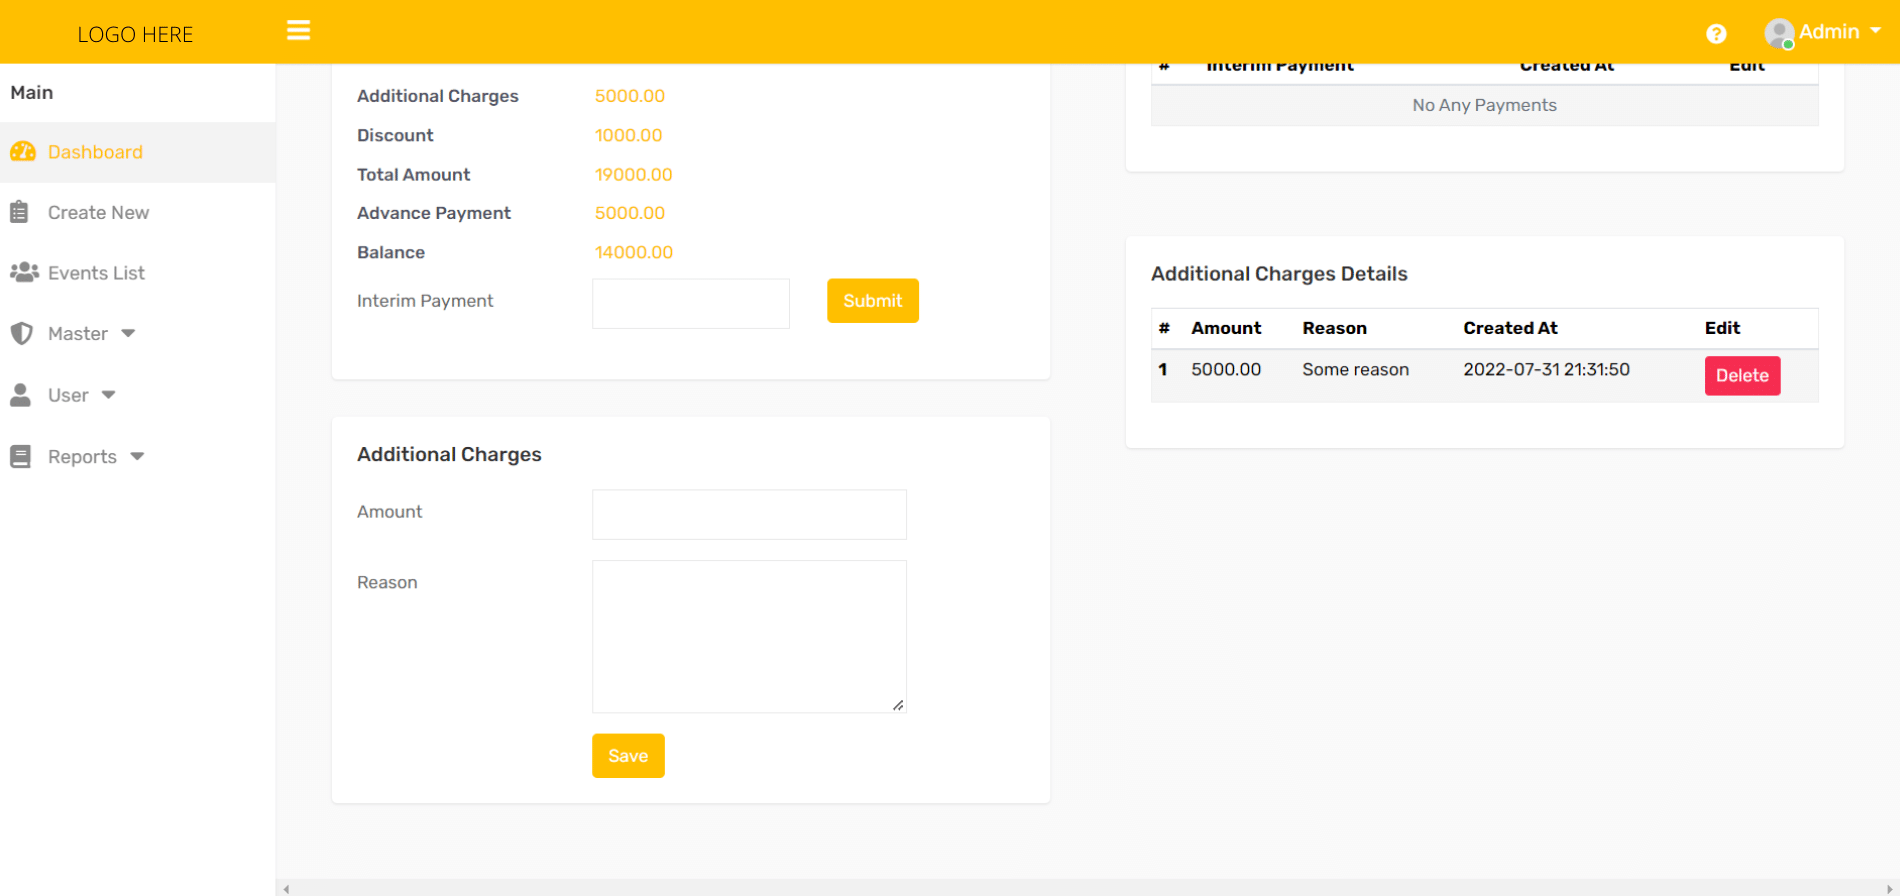 LOGO HERE
Admin
Main
Dashboard
Create New
Events List
Master
User
Reports
Additional Charges 5000.00
Discount 1000.00
Total Amount 19000.00
Advance Payment 5000.00
Balance 14000.00
Interim Payment Submit
Additional Charges
Amount
Reason
Save
# Interim Payment Created At Edit
No Any Payments
Additional Charges Details
# Amount Reason Created At Edit
1 5000.00 Some reason 2022-07-31 21:31:50 Delete